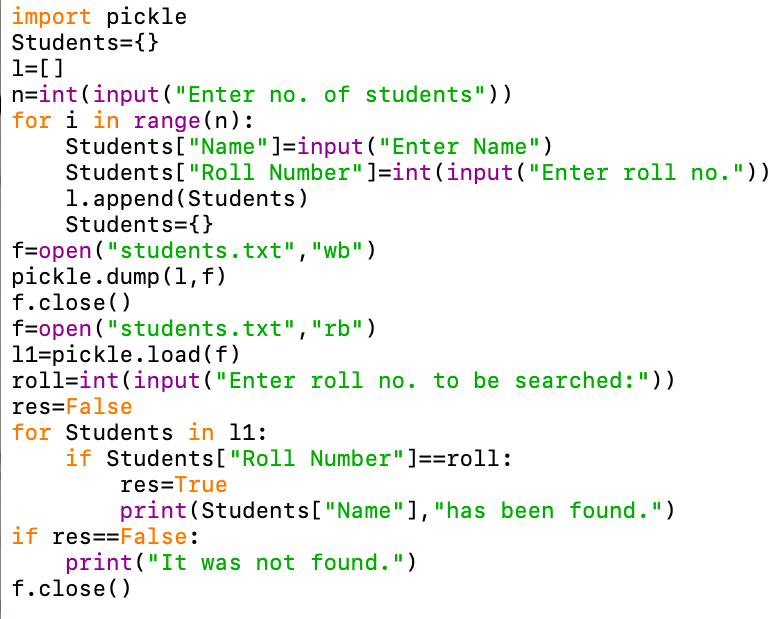 import pickle
Students={}
l=[]
n=int(input("Enter no. of students"))
for i in range(n):
    Students["Name"]=input("Enter Name")
    Students["Roll Number"]=int(input("Enter roll no."))
    l.append(Students)
    Students={}
f=open("students.txt","wb")
pickle.dump(l,f)
f.close()
f=open("students.txt","rb")
l1=pickle.load(f)
roll=int(input("Enter roll no. to be searched:"))
res=False
for Students in l1:
    if Students["Roll Number"]==roll:
        res=True
        print(Students["Name"],"has been found.")
if res==False:
    print("It was not found.")
f.close()